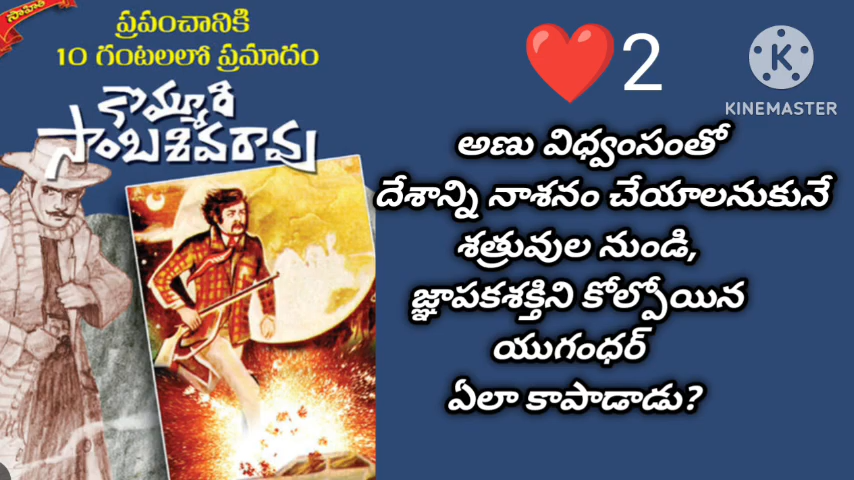 సాహితి
ప్రపంచానికి
10 గంటలలో ప్రమాదం
కొమ్మూరి
సాంబశివరావు
❤️2
KINEMASTER
అణు విధ్వంసంతో
దేశాన్ని నాశనం చేయాలనుకునే
శత్రువుల నుండి,
జ్ఞాపకశక్తిని కోల్పోయిన
యుగంధర్
ఏలా కాపాడాడు?